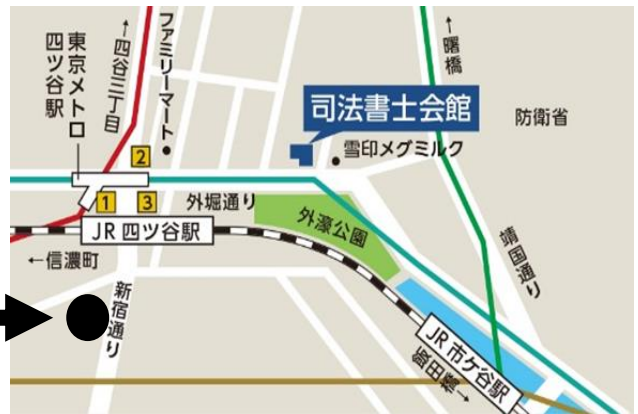 東京メトロ
四ツ谷駅
←四谷三丁目
ファミリーマート
司法書士会館
雪印メグミルク
←曙橋
防衛省
2
1
3
外堀通り
外濠公園
靖国通り
JR 四ツ谷駅
←信濃町
新宿通り
JR 市ケ谷駅
飯田橋→